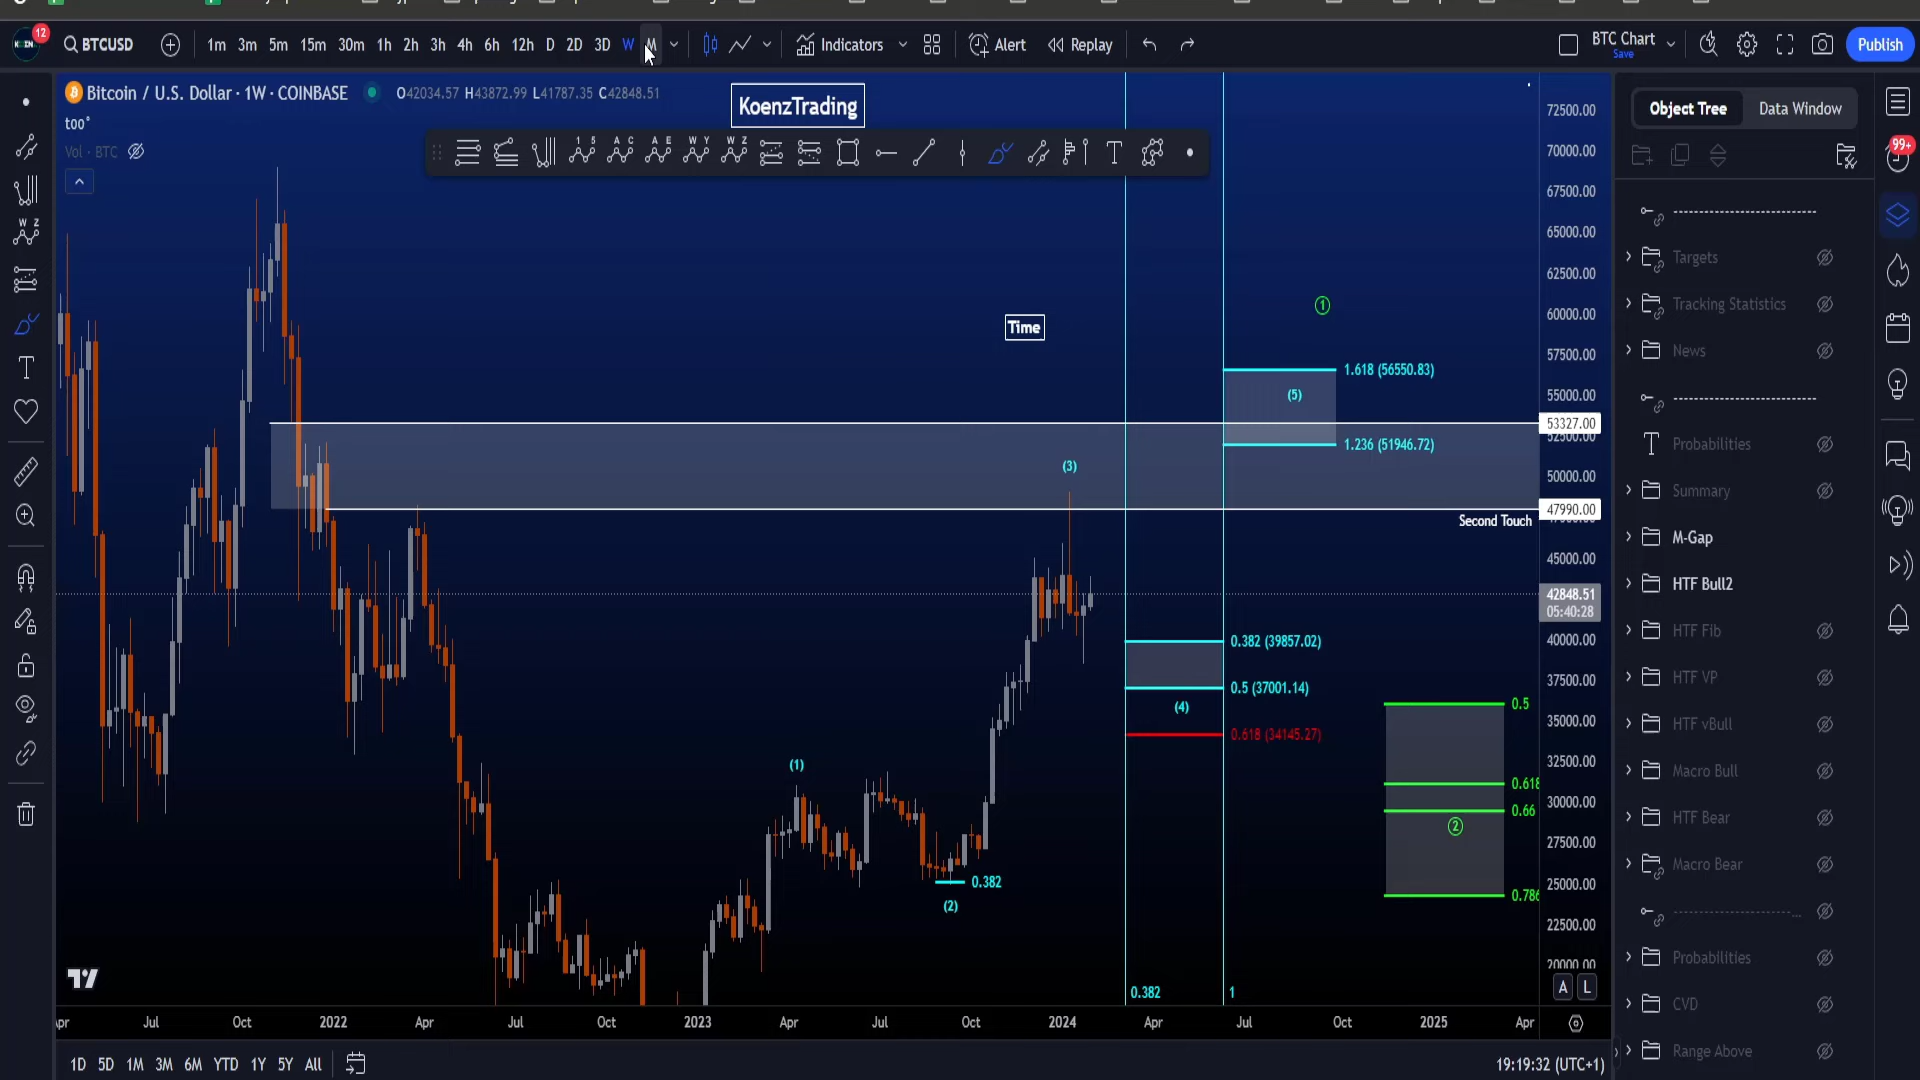 12
BTCUSD
1m 3m 5m 15m 30m 1h 2h 3h 4h 6h 12h D 2D 3D W M
Indicators
Alert
Replay
BTC Chart
Save
Publish
Bitcoin / U.S. Dollar · 1W · COINBASE
O42034.57 H43872.99 L41787.35 C42848.51
Vol · BTC
KoenzTrading
Object Tree
Data Window
99+
Targets
Tracking Statistics
News
Probabilities
Summary
M-Gap
HTF Bull2
HTF Fib
HTF VP
HTF vBull
Macro Bull
HTF Bear
Macro Bear
Probabilities
CVD
Range Above
72500.00
70000.00
67500.00
65000.00
62500.00
60000.00
57500.00
55000.00
53327.00
52500.00
50000.00
47990.00
45000.00
42848.51
05:40:28
40000.00
37500.00
35000.00
32500.00
30000.00
27500.00
25000.00
22500.00
20000.00
A L
Time
1
1.618 (56550.83)
(5)
1.236 (51946.72)
(3)
Second Touch
0.382 (39857.02)
0.5 (37001.14)
(4)
0.618 (34145.27)
0.5
0.618
0.66
2
0.786
(1)
0.382
(2)
0.382
1
Jul Oct 2022 Apr Jul Oct 2023 Apr Jul Oct 2024 Apr Jul Oct 2025 Apr
1D 5D 1M 3M 6M YTD 1Y 5Y All
19:19:32 (UTC+1)